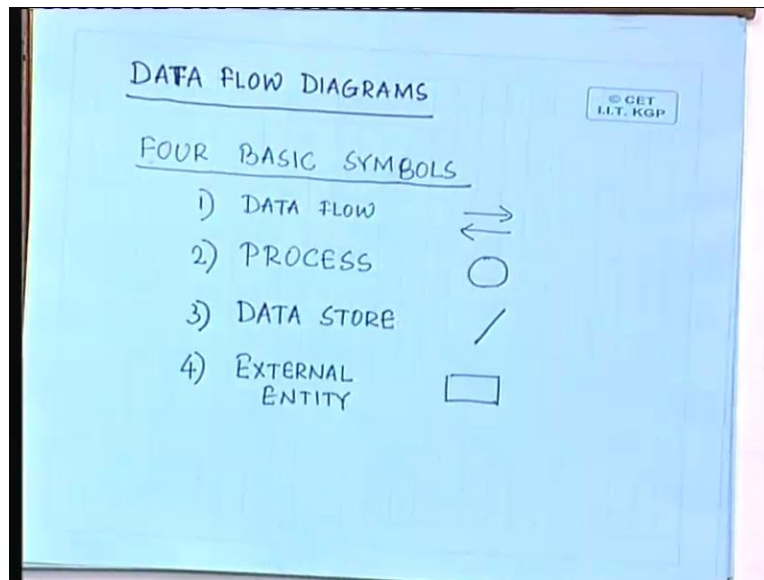 DATA FLOW DIAGRAMS
© CET
I.I.T. KGP
FOUR BASIC SYMBOLS
1) DATA FLOW
2) PROCESS
3) DATA STORE
4) EXTERNAL
ENTITY